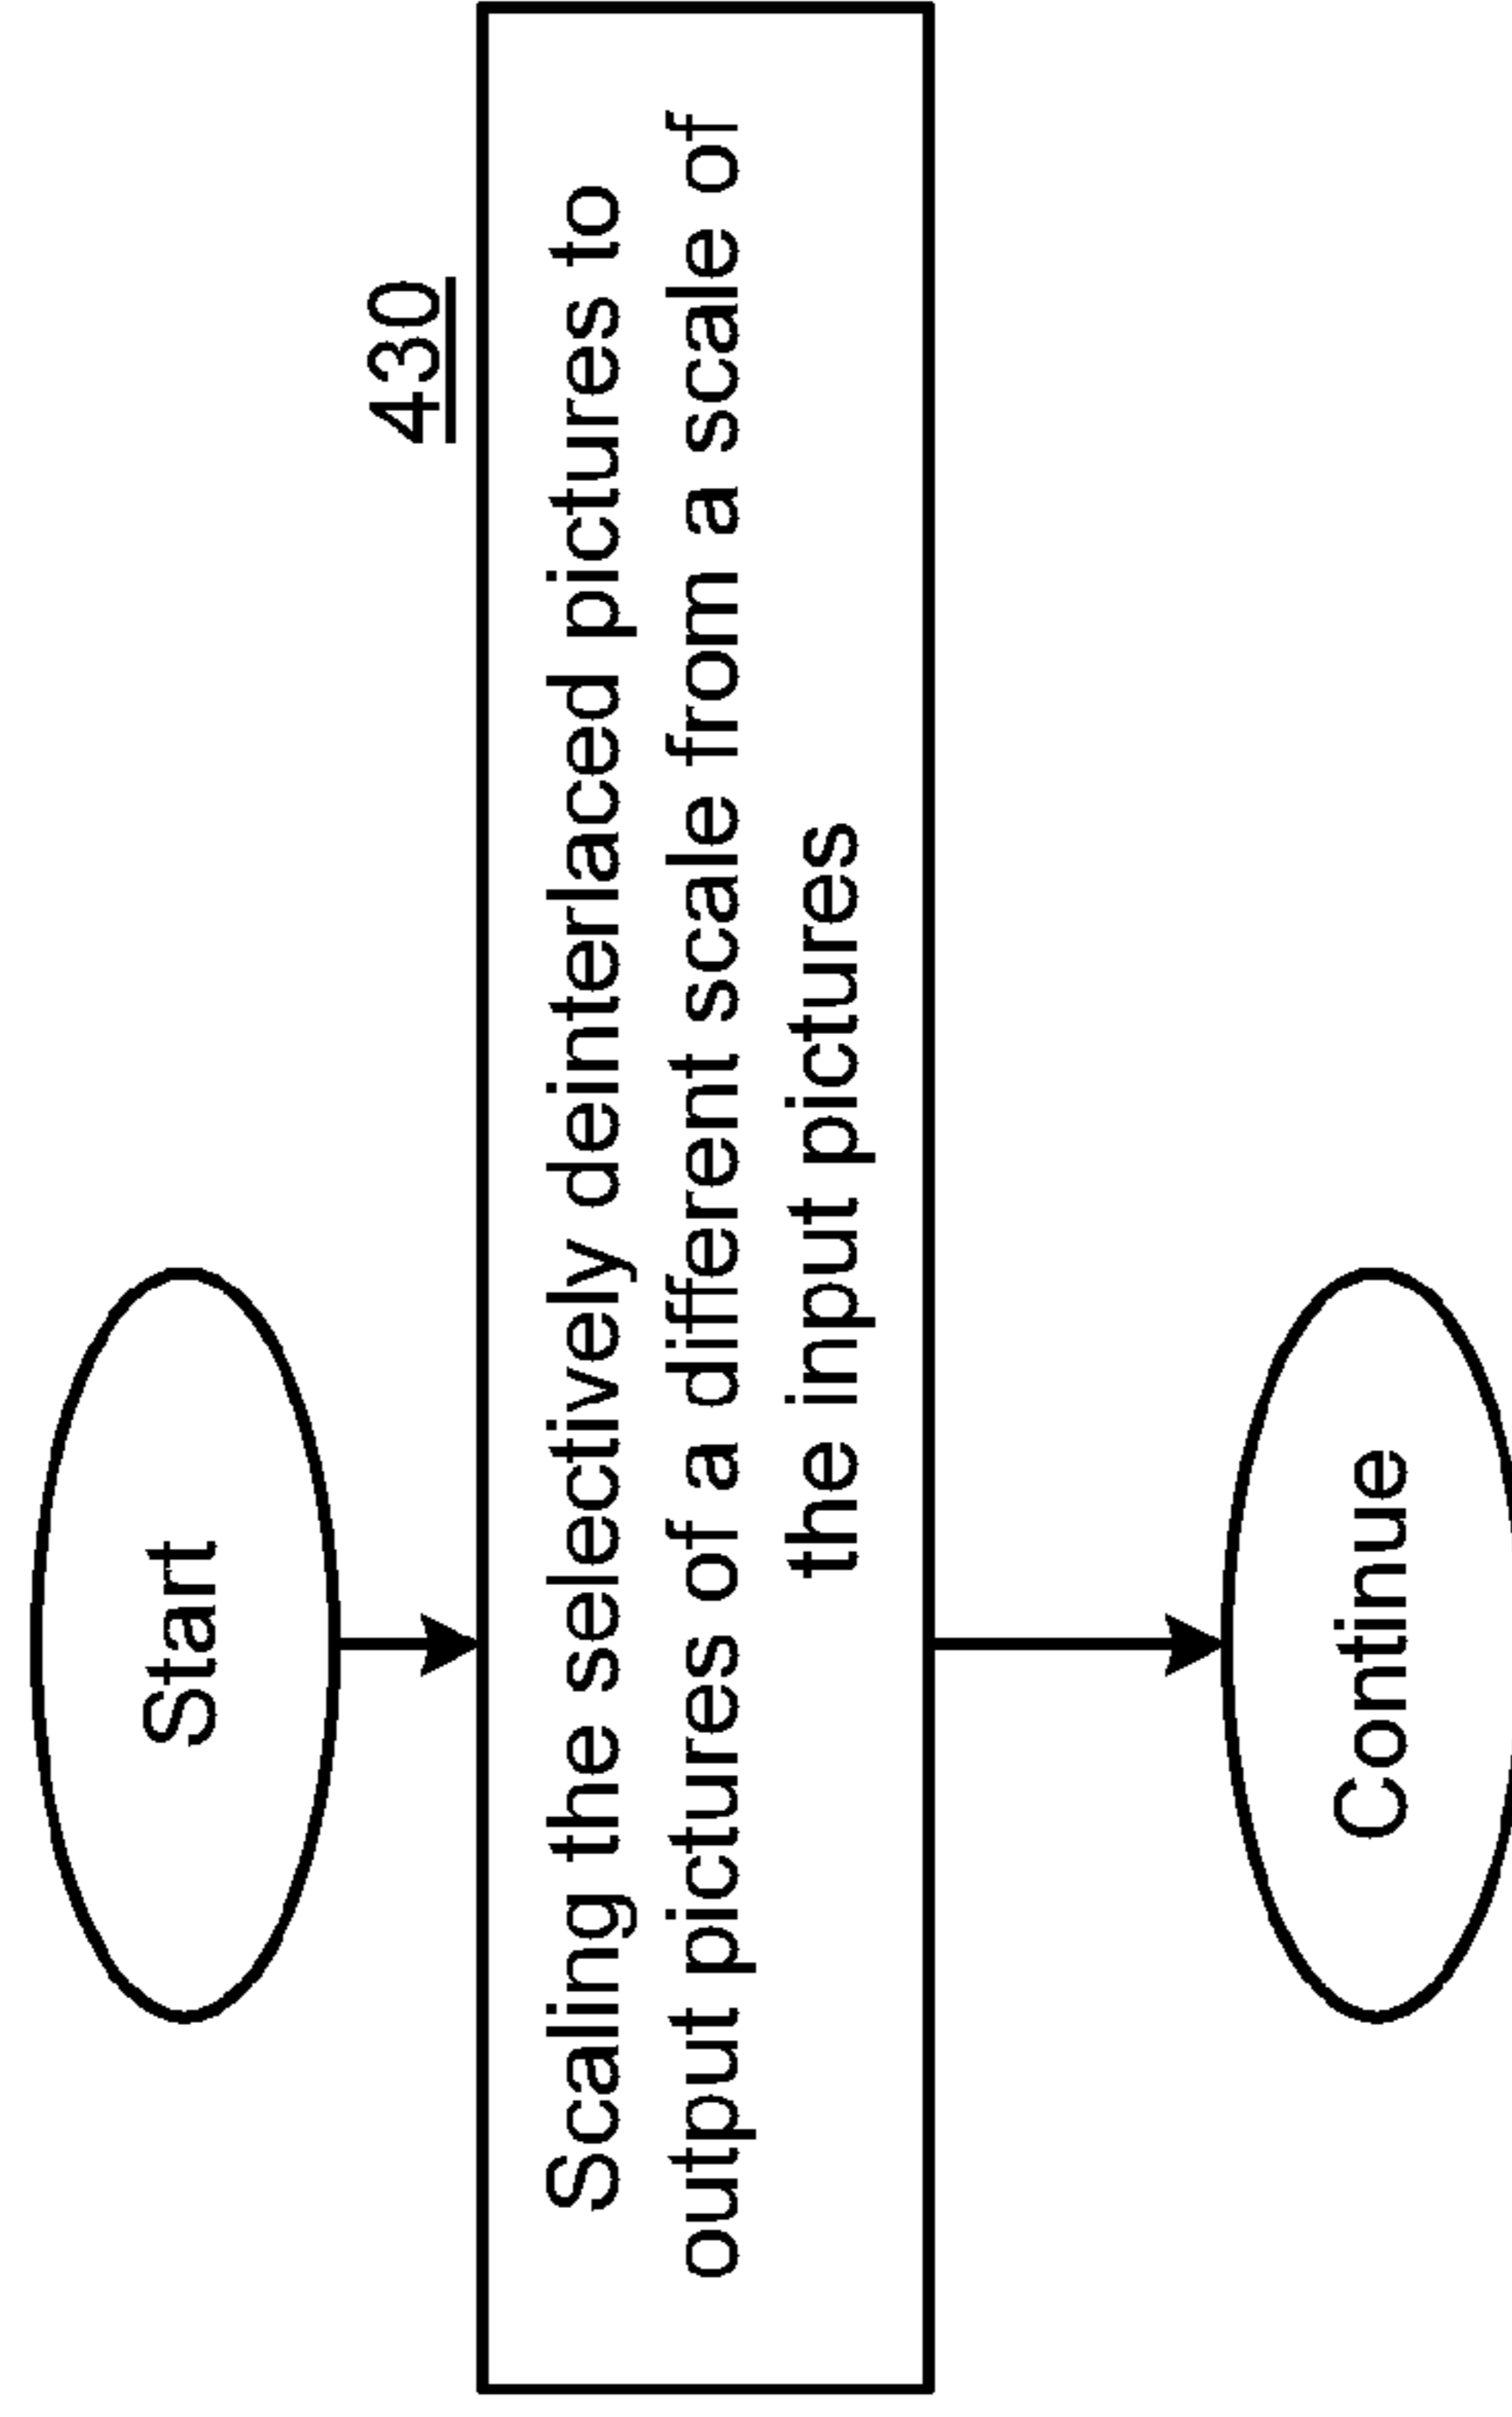 Start
430
Scaling the selectively deinterlaced pictures to
output pictures of a different scale from a scale of
the input pictures
Continue